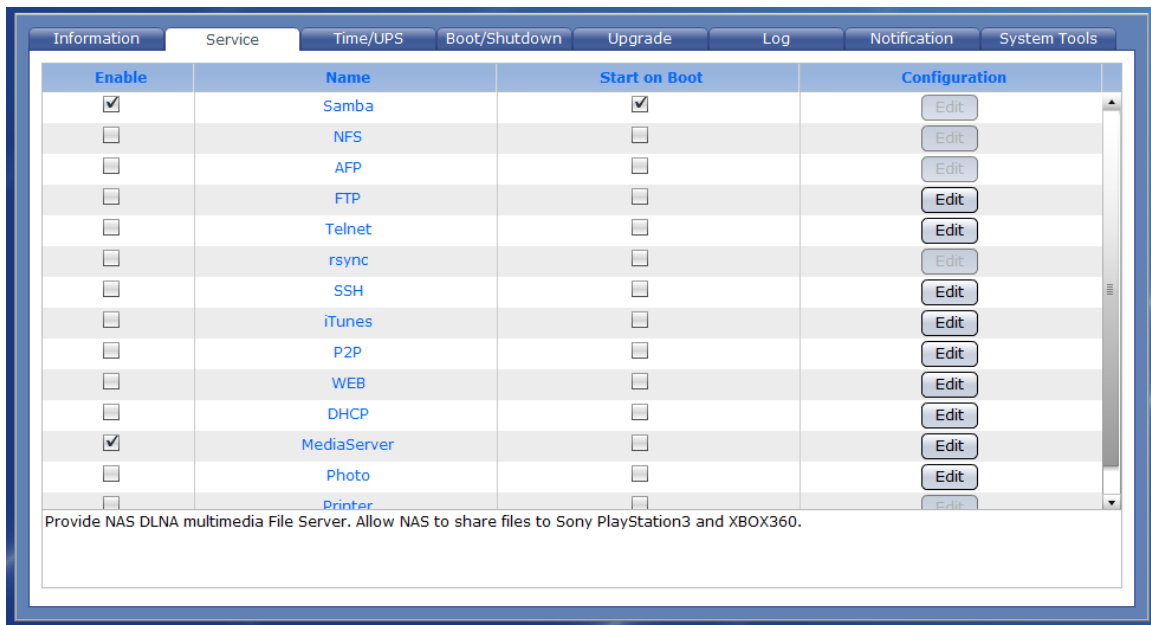 Information Service Time/UPS Boot/Shutdown Upgrade Log Notification System Tools
Enable Name Start on Boot Configuration
Samba Edit
NFS Edit
AFP Edit
FTP Edit
Telnet Edit
rsync Edit
SSH Edit
iTunes Edit
P2P Edit
WEB Edit
DHCP Edit
MediaServer Edit
Photo Edit
Printer Edit
Provide NAS DLNA multimedia File Server. Allow NAS to share files to Sony PlayStation3 and XBOX360.